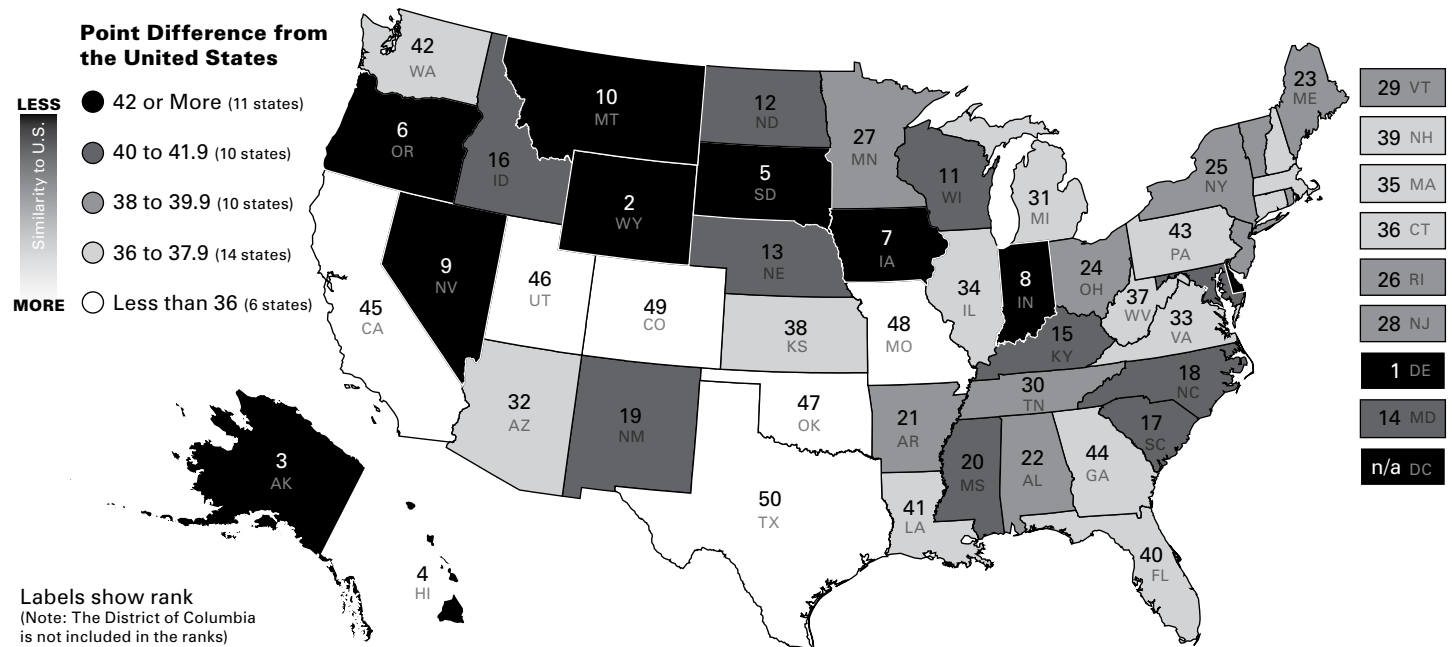 Point Difference from
the United States
LESS
Similarity to U.S.
MORE
42 or More (11 states)
40 to 41.9 (10 states)
38 to 39.9 (10 states)
36 to 37.9 (14 states)
Less than 36 (6 states)
42
WA
6
OR
45
CA
9
NV
16
ID
10
MT
2
WY
46
UT
49
CO
32
AZ
19
NM
12
ND
5
SD
13
NE
38
KS
47
OK
50
TX
27
MN
7
IA
48
MO
21
AR
41
LA
11
WI
34
IL
31
MI
8
IN
24
OH
15
KY
30
TN
20
MS
22
AL
44
GA
40
FL
17
SC
18
NC
33
VA
37
WV
43
PA
25
NY
23
ME
3
AK
4
HI
29 VT
39 NH
35 MA
36 CT
26 RI
28 NJ
1 DE
14 MD
n/a DC
Labels show rank
(Note: The District of Columbia
is not included in the ranks)